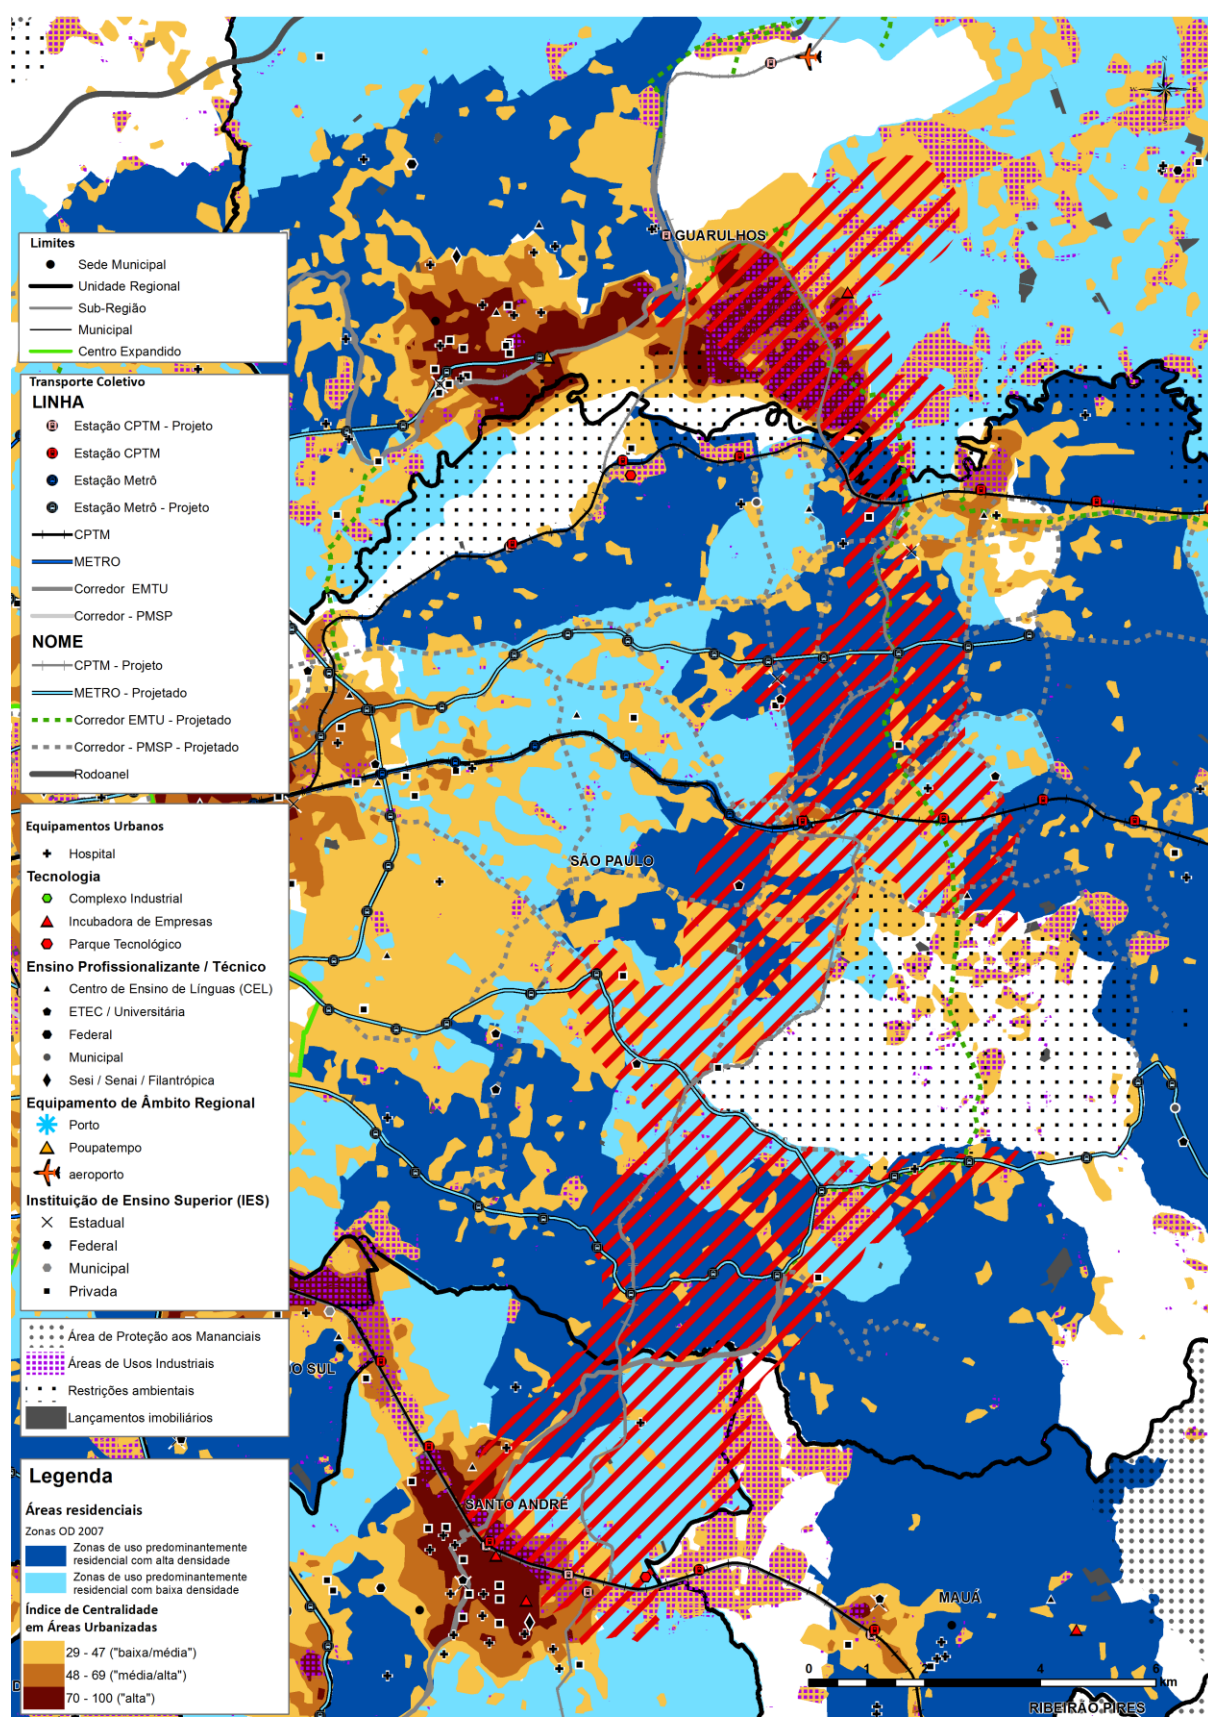 GUARULHOS
Limites
Sede Municipal
Unidade Regional
Sub-Região
Municipal
Centro Expandido
Transporte Coletivo
LINHA
Estação CPTM - Projeto
Estação CPTM
Estação Metrô
Estação Metrô - Projeto
CPTM
METRO
Corredor EMTU
Corredor - PMSP
NOME
CPTM - Projeto
METRO - Projetado
Corredor EMTU - Projetado
Corredor - PMSP - Projetado
Rodoanel
SÃO PAULO
Equipamentos Urbanos
Hospital
Tecnologia
Complexo Industrial
Incubadora de Empresas
Parque Tecnológico
Ensino Profissionalizante / Técnico
Centro de Ensino de Línguas (CEL)
ETEC / Universitária
Federal
Municipal
Sesi / Senai / Filantrópica
Equipamento de Âmbito Regional
Porto
Poupatempo
aeroporto
Instituição de Ensino Superior (IES)
Estadual
Federal
Municipal
Privada
Área de Proteção aos Mananciais
Áreas de Usos Industriais
Restrições ambientais
Lançamentos imobiliários
O SUL
SANTO ANDRÉ
MAUÁ
RIBEIRÃO PIRES
Legenda
Áreas residenciais
Zonas OD 2007
Zonas de uso predominantemente
residencial com alta densidade
Zonas de uso predominantemente
residencial com baixa densidade
Índice de Centralidade
em Áreas Urbanizadas
29 - 47 ("baixa/média")
48 - 69 ("média/alta")
70 - 100 ("alta")
0 1 2 4 6
km